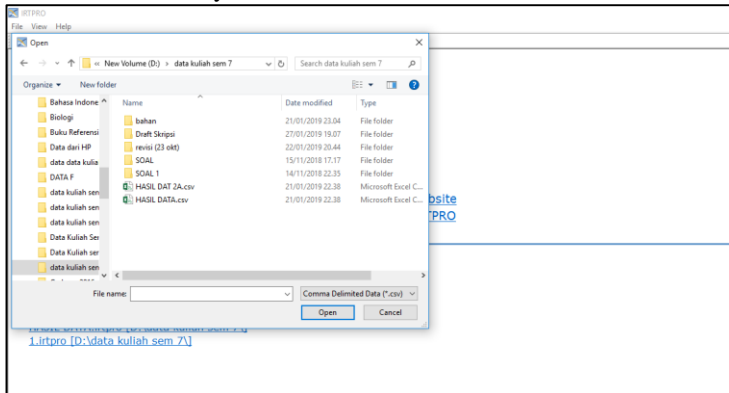 IRTPRO
File View Help
Open
« New Volume (D:) › data kuliah sem 7
Search data kuliah sem 7
Organize
New folder
Name Date modified Type
Bahasa Indone
Biologi
Buku Referensi
Data dari HP
data data kulia
DATA F
data kuliah sen
data kuliah sen
data kuliah sen
Data Kuliah Ser
Data Kuliah ser
data kuliah sen
bahan 21/01/2019 23.04 File folder
Draft Skripsi 27/01/2019 19.07 File folder
revisi (23 okt) 22/01/2019 20.44 File folder
SOAL 15/11/2018 17.17 File folder
SOAL 1 14/11/2018 22.35 File folder
HASIL DAT 2A.csv 21/01/2019 22.38 Microsoft Excel C...
HASIL DATA.csv 21/01/2019 22.38 Microsoft Excel C...
bsite
TPRO
File name:
Comma Delimited Data (*.csv)
Open Cancel
1.irtpro [D:\data kuliah sem 7\]